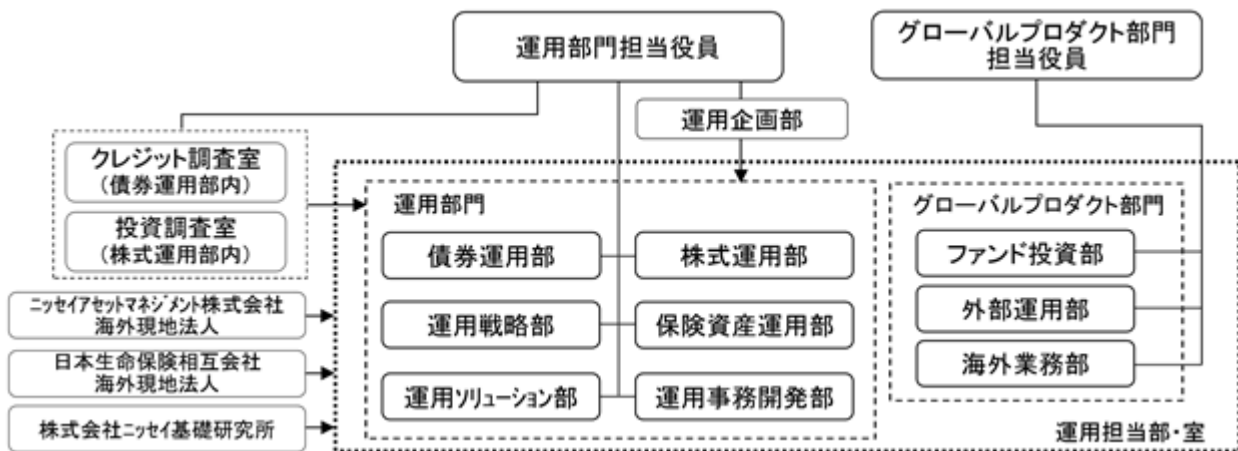 運用部門担当役員
グローバルプロダクト部門
担当役員
運用企画部
クレジット調査室
(債券運用部内)
投資調査室
(株式運用部内)
運用部門
グローバルプロダクト部門
債券運用部
株式運用部
ファンド投資部
ニッセイアセットマネジメント株式会社
海外現地法人
運用戦略部
保険資産運用部
外部運用部
日本生命保険相互会社
海外現地法人
海外業務部
運用ソリューション部
運用事務開発部
株式会社ニッセイ基礎研究所
運用担当部・室